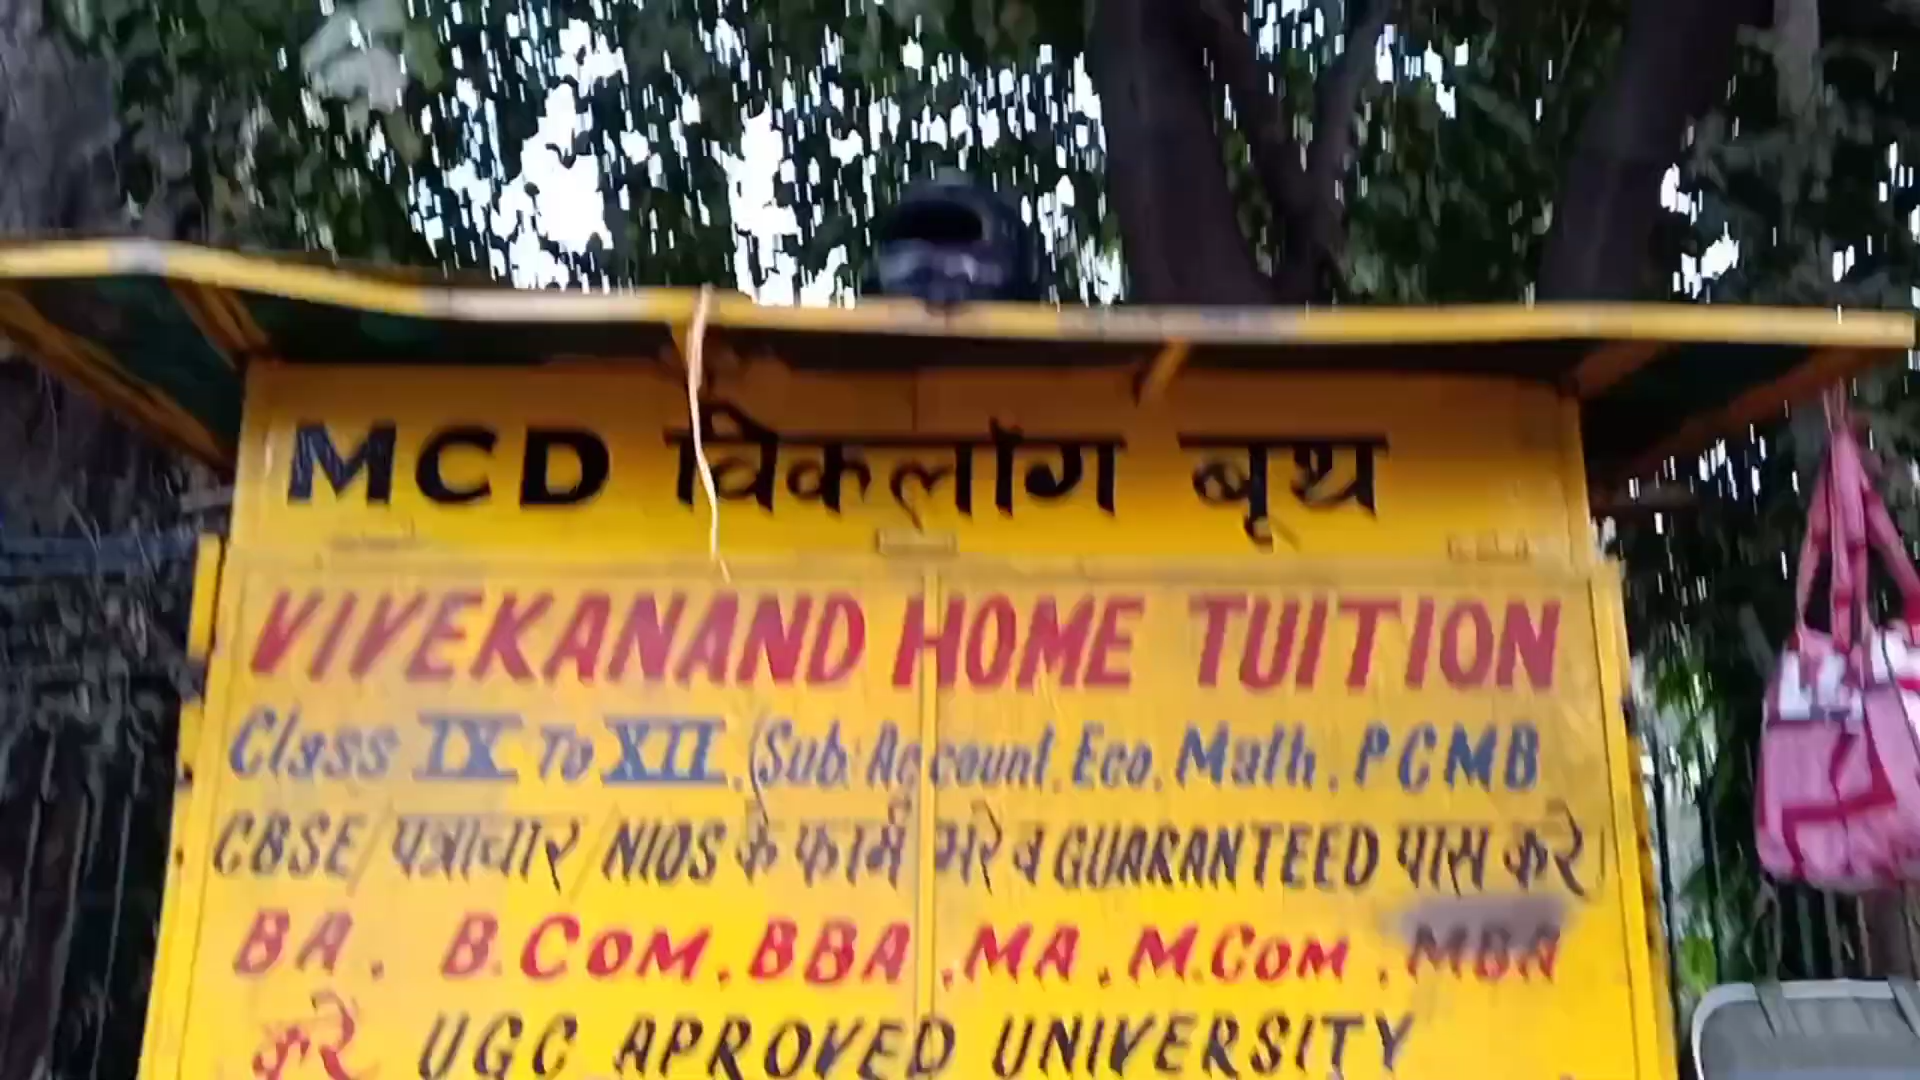 MCD विकलांग बूथ
VIVEKANAND HOME TUITION
Class IX To XII, (Sub: Account, Eco, Math, PCMB
CBSE/पत्राचार/NIOS के फार्म भरे व GUARANTEED पास करे
BA, B.COM, BBA, MA, M.COM, MBA
करे UGC APROVED UNIVERSITY